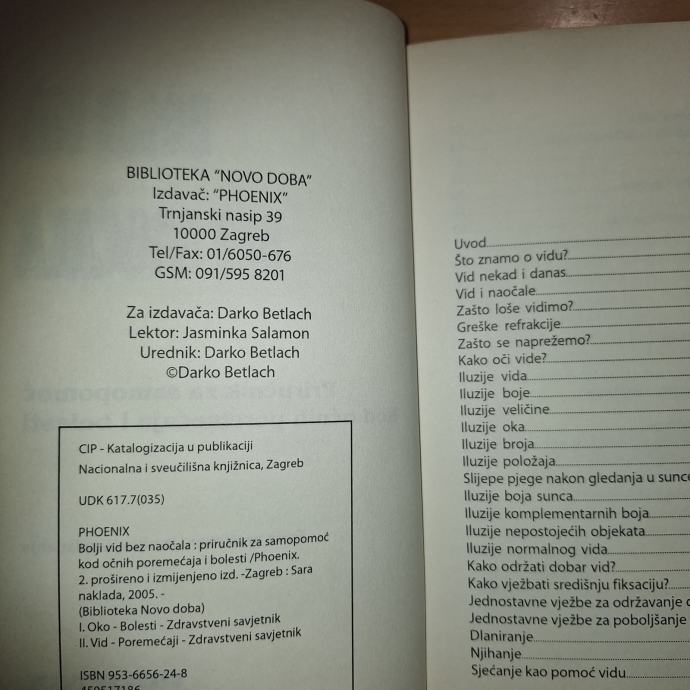 BIBLIOTEKA “NOVO DOBA”
Izdavač: “PHOENIX”
Trnjanski nasip 39
10000 Zagreb
Tel/Fax: 01/6050-676
GSM: 091/595 8201
Za izdavača: Darko Betlach
Lektor: Jasminka Salamon
Urednik: Darko Betlach
©Darko Betlach
CIP - Katalogizacija u publikaciji
Nacionalna i sveučilišna knjižnica, Zagreb
UDK 617.7(035)
PHOENIX
Bolji vid bez naočala : priručnik za samopomoć
kod očnih poremećaja i bolesti /Phoenix.
2. prošireno i izmijenjeno izd. -Zagreb : Sara
naklada, 2005. -
(Biblioteka Novo doba)
I. Oko - Bolesti - Zdravstveni savjetnik
II. Vid - Poremećaji - Zdravstveni savjetnik
ISBN 953-6656-24-8
Uvod
Što znamo o vidu?
Vid nekad i danas
Vid i naočale
Zašto loše vidimo?
Greške refrakcije
Zašto se naprežemo?
Kako oči vide?
Iluzije vida
Iluzije boje
Iluzije veličine
Iluzije oka
Iluzije broja
Iluzije položaja
Slijepe pjege nakon gledanja u sunce
Iluzije boja sunca
Iluzije komplementarnih boja
Iluzije nepostojećih objekata
Iluzije normalnog vida
Kako održati dobar vid?
Kako vježbati središnju fiksaciju?
Jednostavne vježbe za održavanje
Jednostavne vježbe za poboljšanje
Dlaniranje
Njihanje
Sjećanje kao pomoć vidu